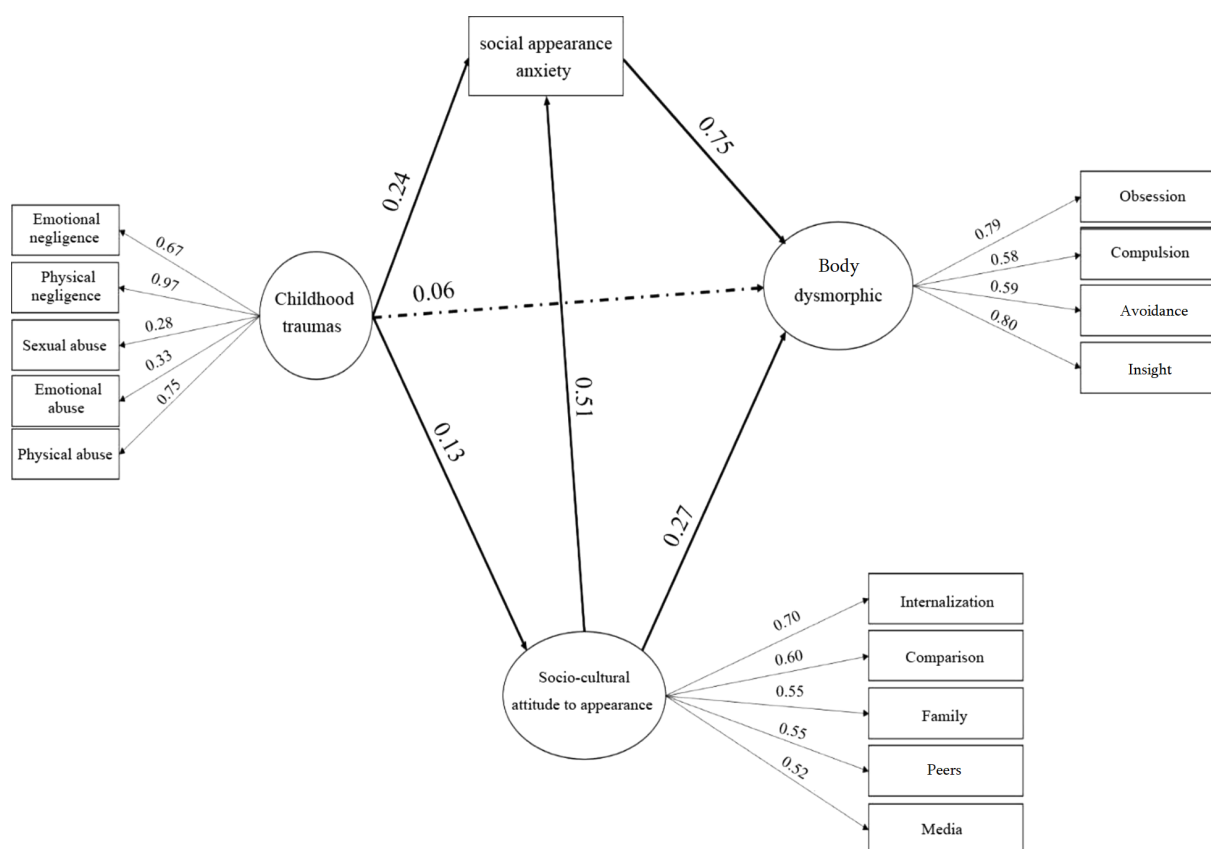 social appearance
anxiety
0.24
0.75
Emotional
negligence
Physical
negligence
Sexual abuse
Emotional
abuse
Physical abuse
0.67
0.97
0.28
0.33
0.75
Childhood
traumas
0.06
0.13
0.51
0.27
Body
dysmorphic
0.79
0.58
0.59
0.80
Obsession
Compulsion
Avoidance
Insight
Socio-cultural
attitude to appearance
0.70
0.60
0.55
0.55
0.52
Internalization
Comparison
Family
Peers
Media